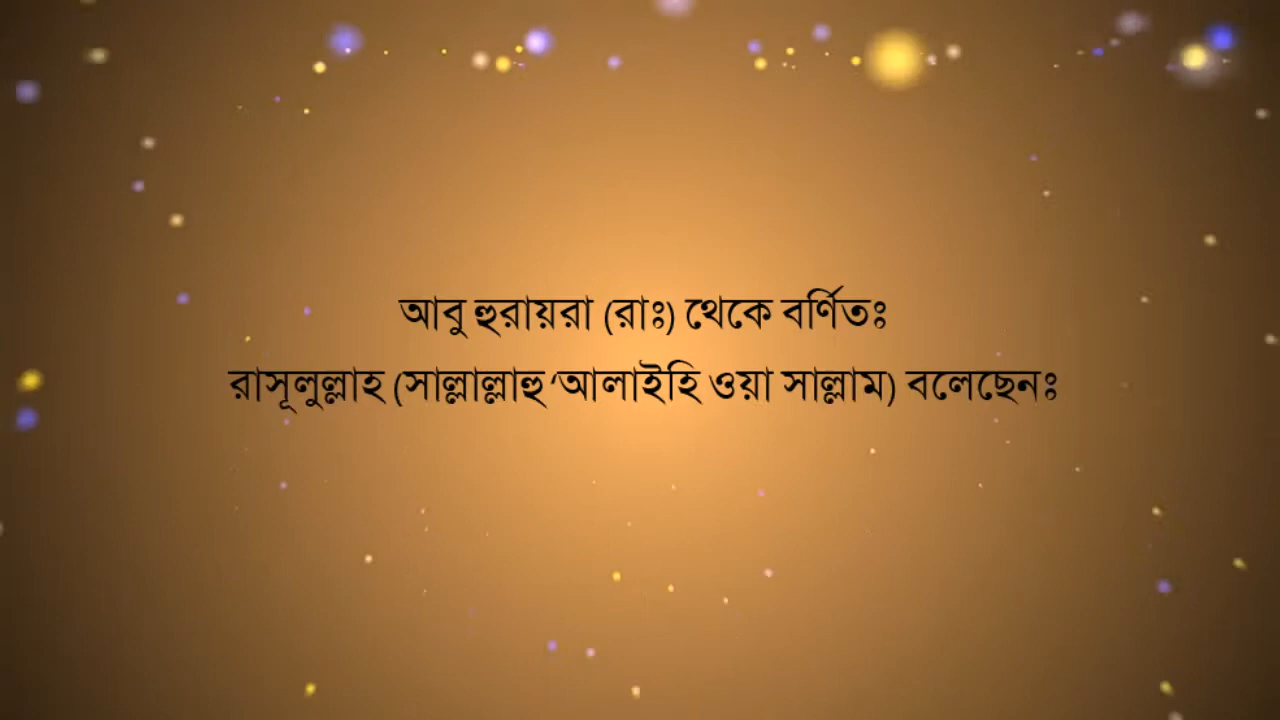 আবু হুরায়রা (রাঃ) থেকে বর্ণিতঃ
রাসূলুল্লাহ (সাল্লাল্লাহু ‘আলাইহি ওয়া সাল্লাম) বলেছেনঃ